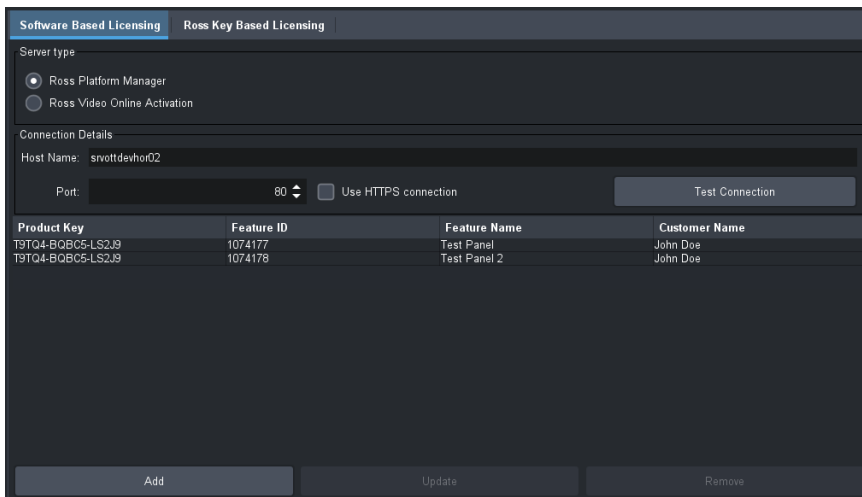 Software Based Licensing Ross Key Based Licensing
Server type
Ross Platform Manager
Ross Video Online Activation
Connection Details
Host Name: srvottdevhor02
Port: 80 Use HTTPS connection Test Connection
Product Key Feature ID Feature Name Customer Name
T9TQ4-BQBC5-LS2J9 1074177 Test Panel John Doe
T9TQ4-BQBC5-LS2J9 1074178 Test Panel 2 John Doe
Add Update Remove